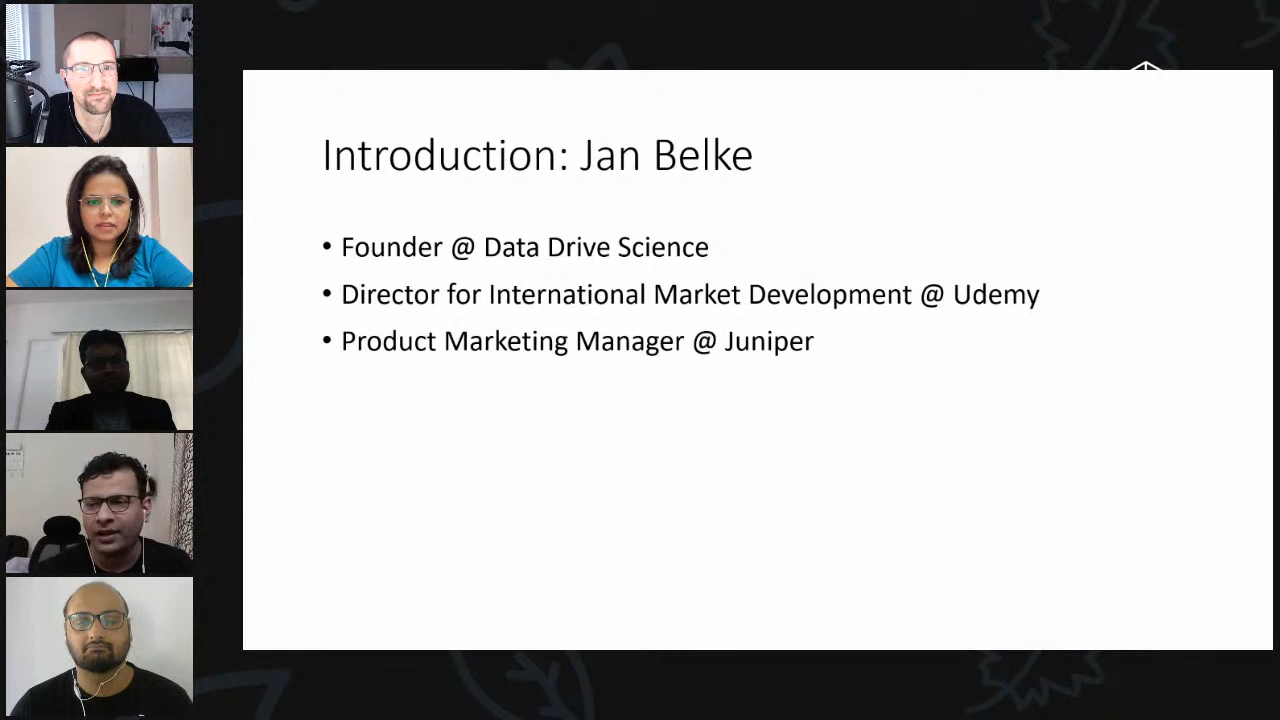 Introduction: Jan Belke
• Founder @ Data Drive Science
• Director for International Market Development @ Udemy
• Product Marketing Manager @ Juniper